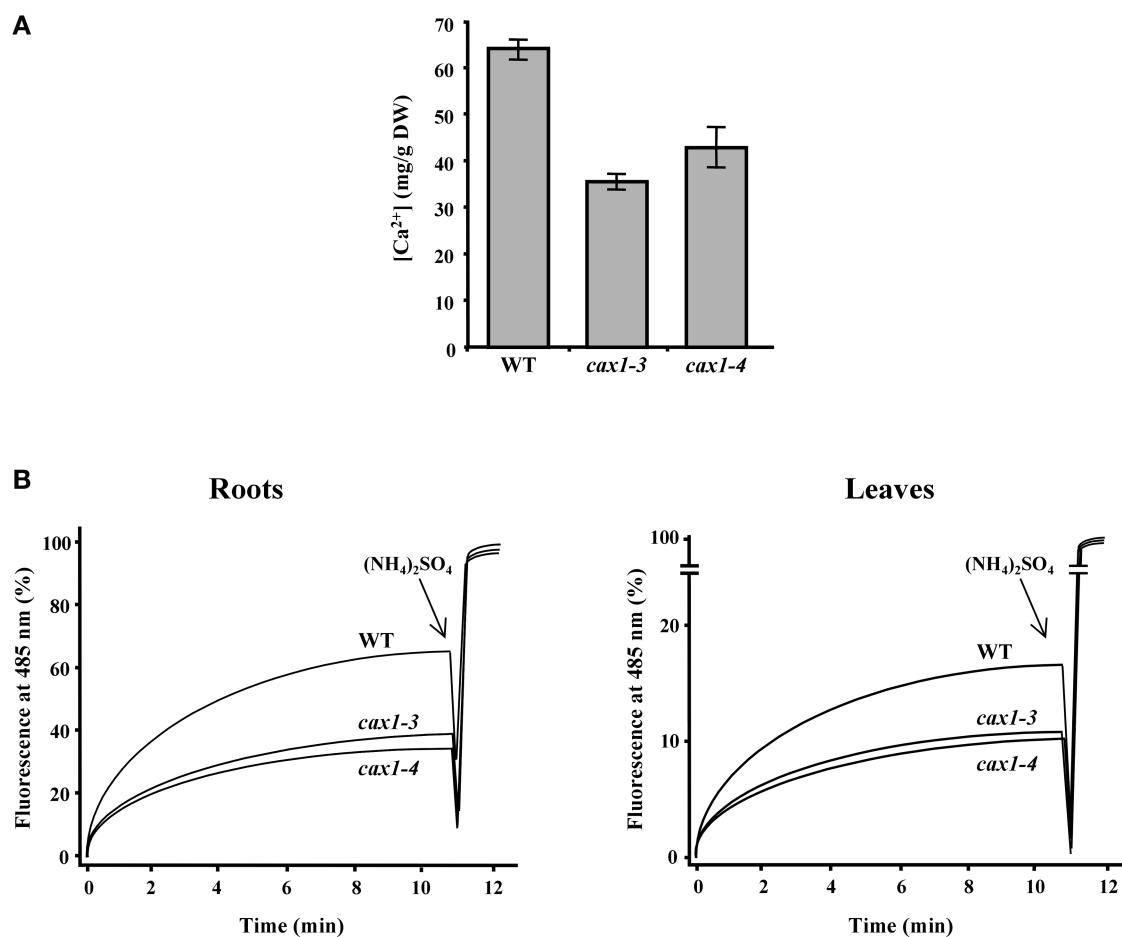 A
[Ca²⁺] (mg/g DW)
70
60
50
40
30
20
10
0
WT cax1-3 cax1-4
B
Roots
Fluorescence at 485 nm (%)
100
80
60
40
20
0
(NH₄)₂SO₄
WT
cax1-3
cax1-4
0 2 4 6 8 10 12
Time (min)
Leaves
Fluorescence at 485 nm (%)
100
20
10
0
(NH₄)₂SO₄
WT
cax1-3
cax1-4
0 2 4 6 8 10 12
Time (min)